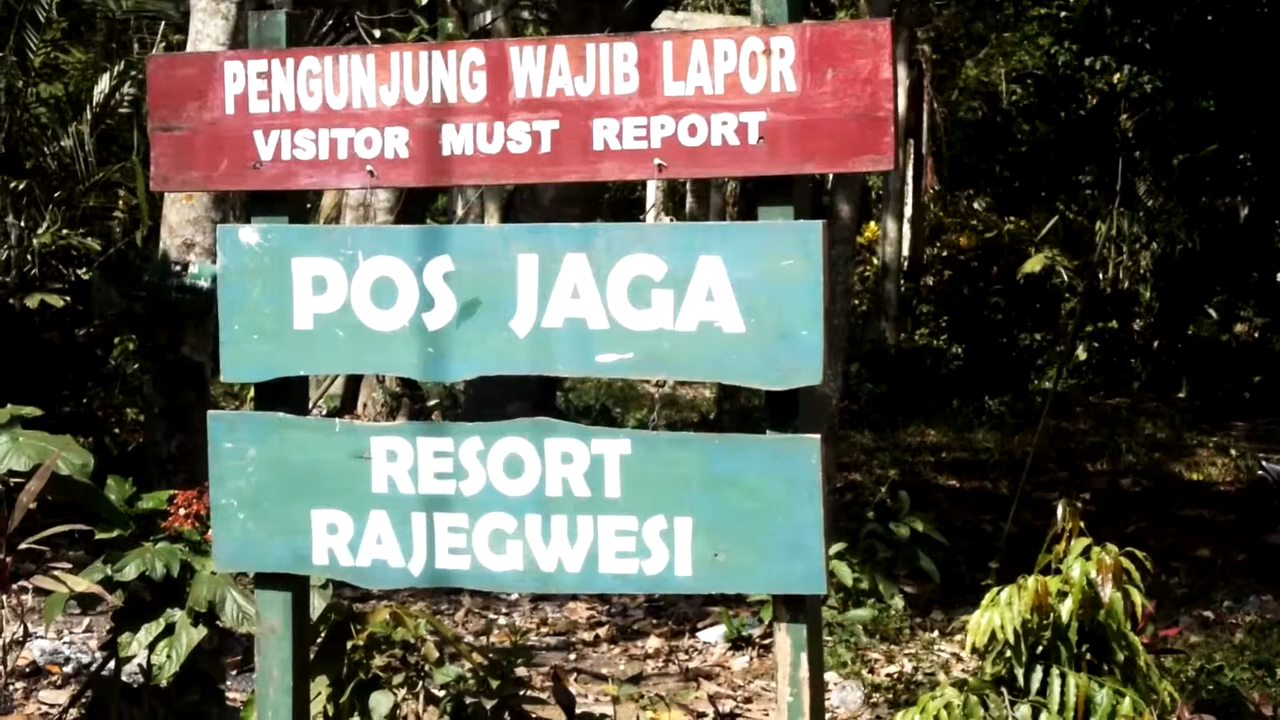 PENGUNJUNG WAJIB LAPOR
VISITOR MUST REPORT
POS JAGA
RESORT
RAJEGWESI